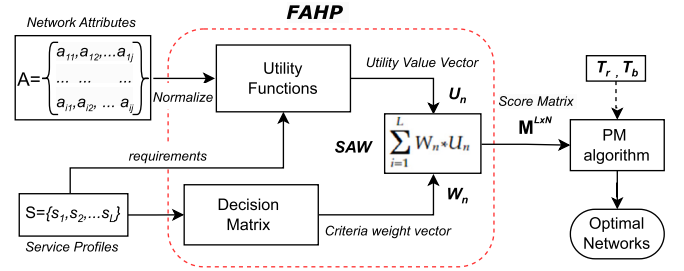 FAHP
Network Attributes
A= {a11, a12, ...a1j
... ... ...
ai1, ai2, ... aij}
Normalize
Utility
Functions
Utility Value Vector
Un
requirements
SAW
L
∑ Wn*Un
i=1
Score Matrix
M^LxN
Tr , Tb
PM
algorithm
S={s1,s2,...sL}
Service Profiles
Decision
Matrix
Wn
Criteria weight vector
Optimal
Networks